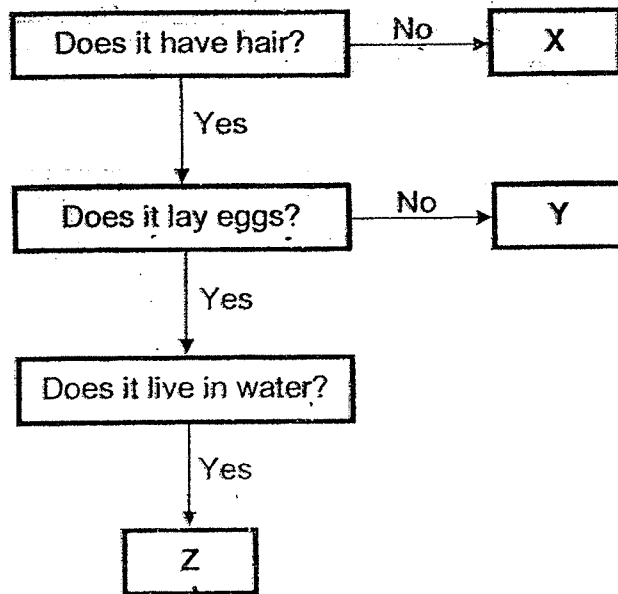 Does it have hair?
No
X
Yes
Does it lay eggs?
No
Y
Yes
Does it live in water?
Yes
Z